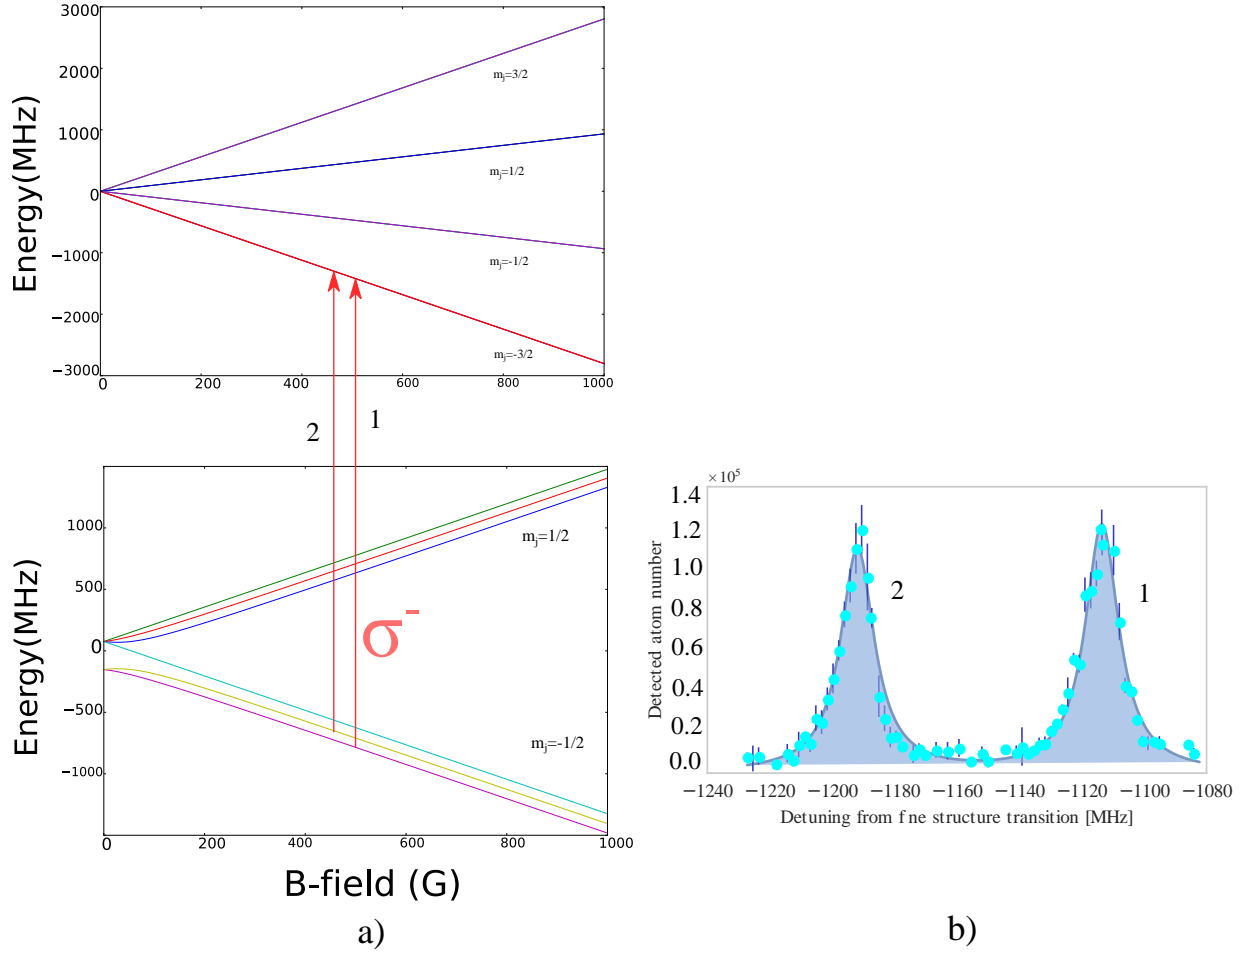 3000
2000
1000
0
−1000
−2000
−3000
Energy(MHz)
mj=3/2
mj=1/2
mj=-1/2
mj=-3/2
0 200 400 600 800 1000
2 1
1000
500
0
−500
−1000
Energy(MHz)
mj=1/2
σ-
mj=-1/2
0 200 400 600 800 1000
B-field (G)
a)
×10⁵
1.4
1.2
1.0
0.8
0.6
0.4
0.2
0.0
Detected atom number
2 1
−1240 −1220 −1200 −1180 −1160 −1140 −1120 −1100 −1080
Detuning from f ne structure transition [MHz]
b)